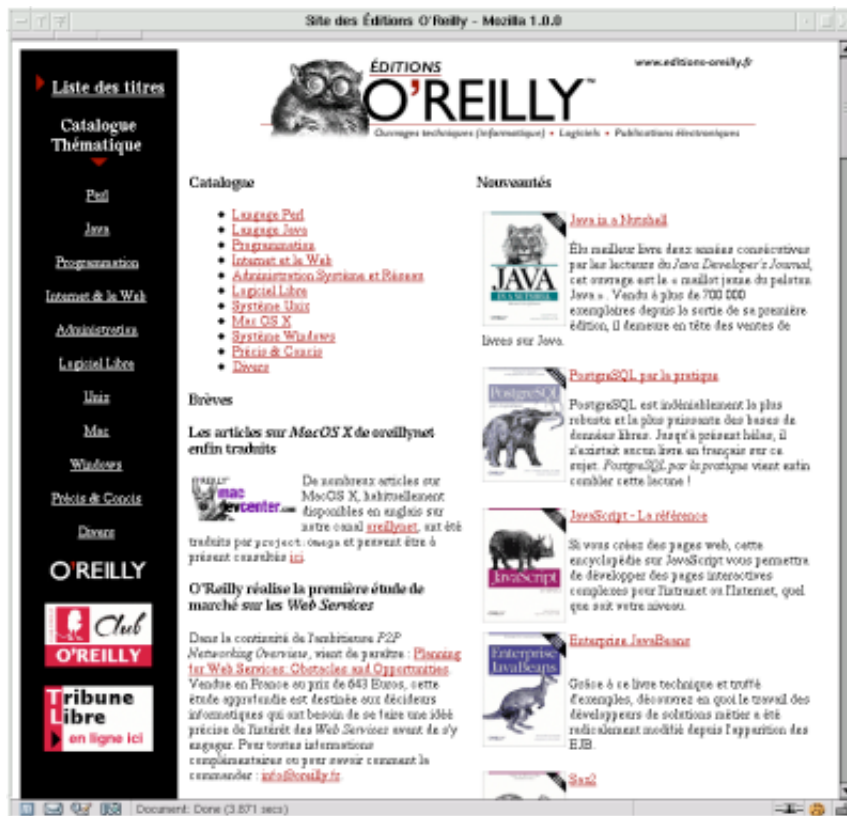 Site des Éditions O'Reilly - Mozilla 1.0.0
Liste des titres
Catalogue
Thématique
Perl
Java
Programmation
Internet & le Web
Administration
Logiciel Libre
Unix
Mac
Windows
Précis & Concis
Divers
O'REILLY
Club
O'REILLY
Tribune
Libre
en ligne ici
ÉDITIONS
O'REILLY™
www.editions-oreilly.fr
Ouvrages techniques (informatique) • Logiciels • Publications électroniques
Catalogue
Langage Perl
Langage Java
Programmation
Internet et le Web
Administration Système et Réseau
Logiciel Libre
Système Unix
Mac OS X
Système Windows
Précis & Concis
Divers
Brèves
Les articles sur MacOS X de oreillynet
enfin traduits
O'REILLY
mac
devcenter.com
De nombreux articles sur
MacOS X, habituellement
disponibles en anglais sur
notre canal oreillynet, ont été
traduits par project:omega et peuvent être à
présent consultés ici.
O'Reilly réalise la première étude de
marché sur les Web Services
Dans la continuité de l'ambitieuse P2P
Networking Overview, vient de paraître : Planning
for Web Services: Obstacles and Opportunities.
Vendue en France au prix de 643 Euros, cette
étude approfondie est destinée aux décideurs
informatiques qui ont besoin de se faire une idéé
précise de l'intérêt des Web Services avant de s'y
engager. Pour toutes informations
complémentaires ou pour savoir comment la
commander : info@oreilly.fr.
Nouveautés
JAVA
IN A NUTSHELL
Java in a Nutshell
Élu meilleur livre deux années consécutives
par les lecteurs du Java Developer's Journal,
cet ouvrage est le « maillot jaune du peloton
Java ». Vendu à plus de 700 000
exemplaires depuis la sortie de sa première
édition, il demeure en tête des ventes de
livres sur Java.
PostgreSQL
PostgreSQL par la pratique
PostgreSQL est indéniablement la plus
robuste et la plus puissante des bases de
données libres. Jusqu'à présent hélas, il
n'existait aucun livre en français sur ce
sujet. PostgreSQL par la pratique vient enfin
combler cette lacune !
JavaScript
JavaScript - La référence
Si vous créez des pages web, cette
encyclopédie sur JavaScript vous permettra
de développer des pages interactives
complexes pour l'intranet ou l'Internet, quel
que soit votre niveau.
Enterprise
JavaBeans
Enterprise JavaBeans
Grâce à ce livre technique et truffé
d'exemples, découvrez en quoi le travail des
développeurs de solutions métier a été
radicalement modifié depuis l'apparition des
EJB.
Sax2
Document: Done (3.871 secs)